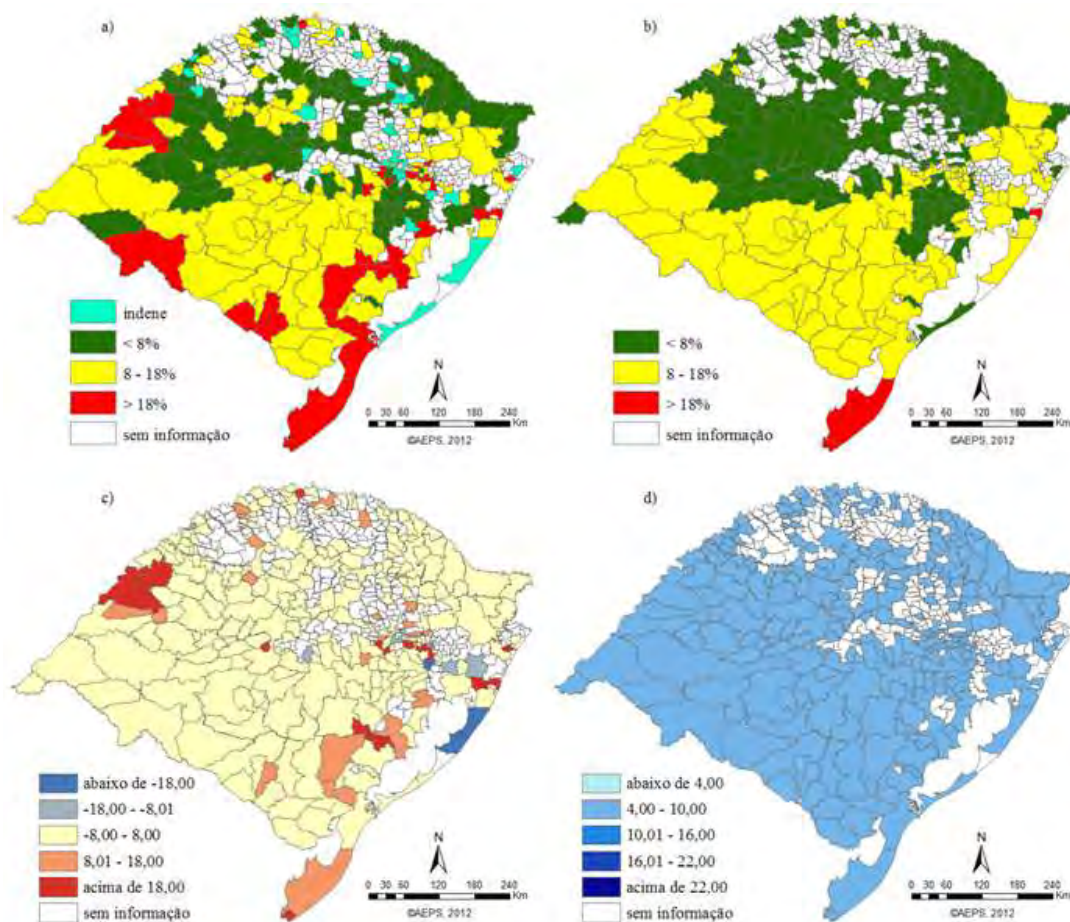 a)
indene
< 8%
8 - 18%
> 18%
sem informação
N
0 30 60 120 180 240
Km
©AEPS, 2012
b)
< 8%
8 - 18%
> 18%
sem informação
N
0 30 60 120 180 240
Km
©AEPS, 2012
c)
abaixo de -18,00
-18,00 - -8,01
-8,00 - 8,00
8,01 - 18,00
acima de 18,00
sem informação
N
0 30 60 120 180 240
Km
©AEPS, 2012
d)
abaixo de 4,00
4,00 - 10,00
10,01 - 16,00
16,01 - 22,00
acima de 22,00
sem informação
N
0 30 60 120 180 240
Km
©AEPS, 2012